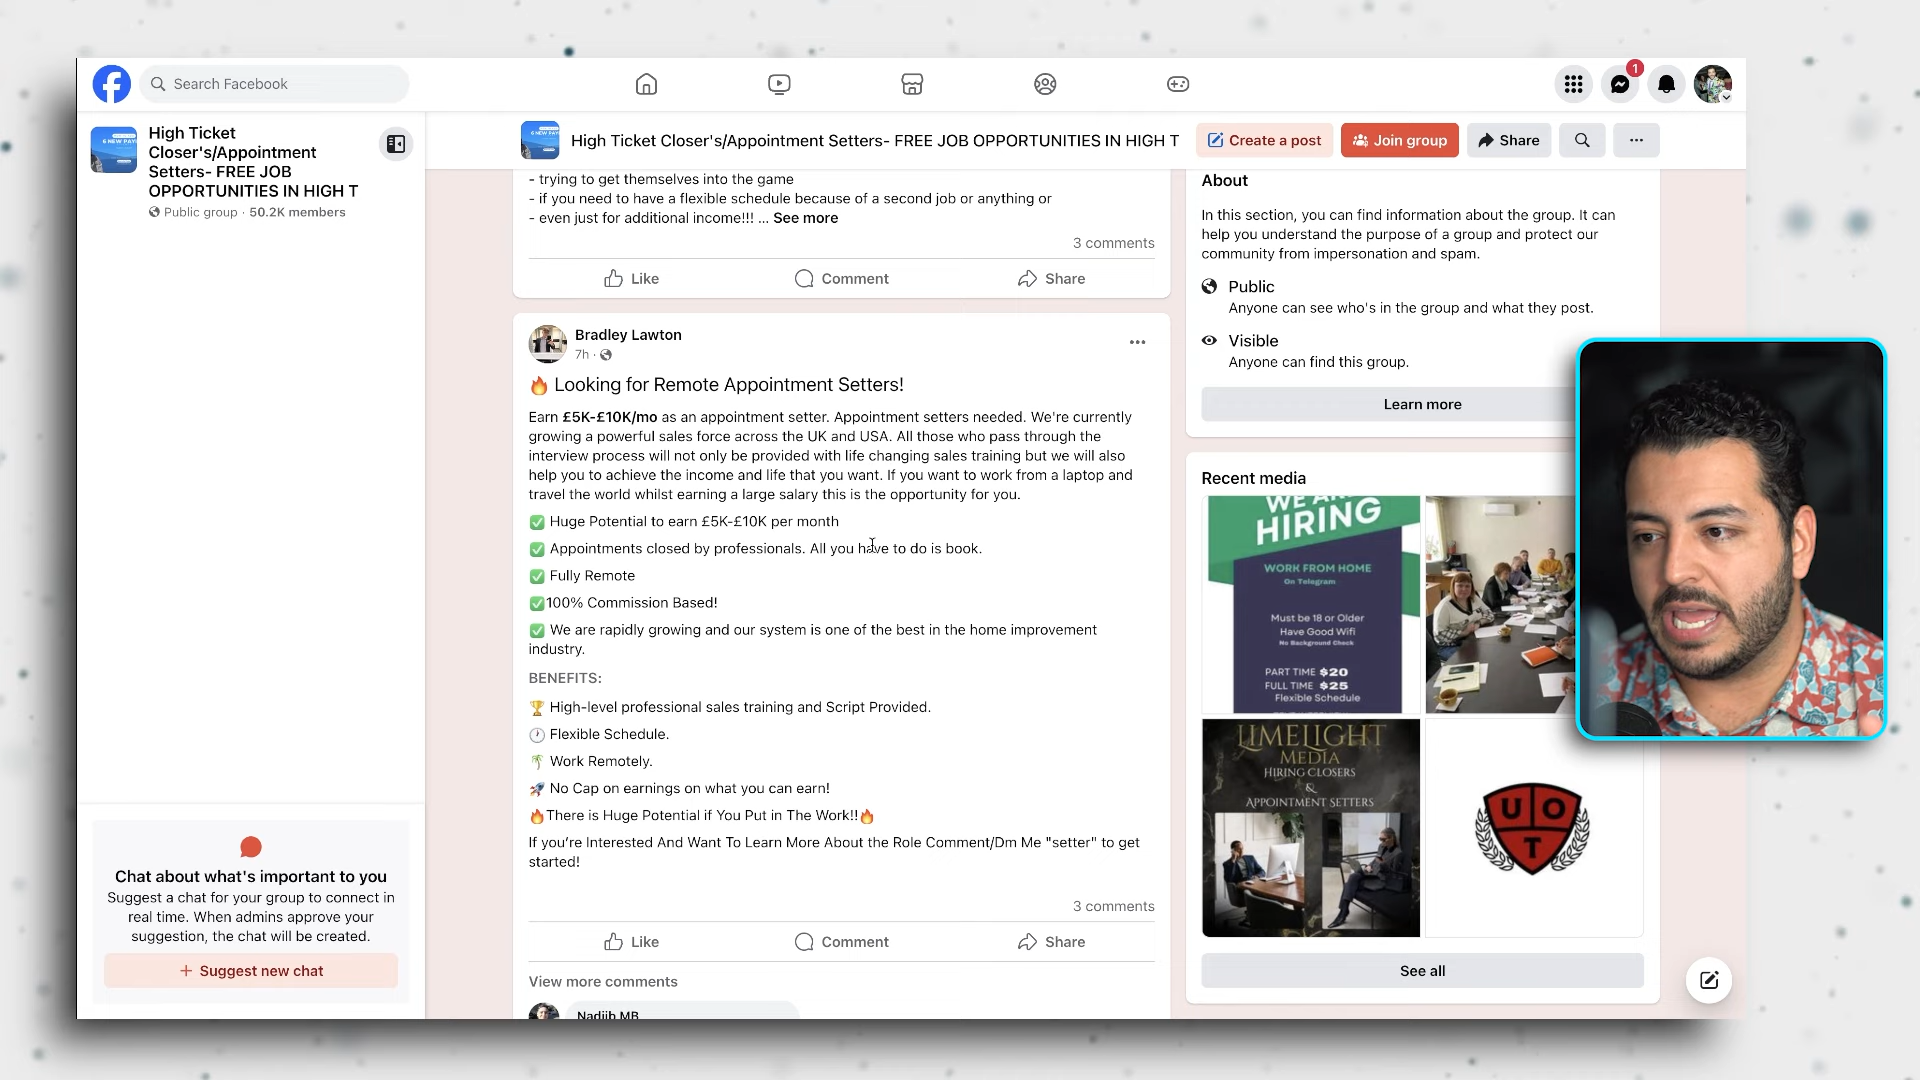 Search Facebook
1
High Ticket
Closer's/Appointment
Setters- FREE JOB
OPPORTUNITIES IN HIGH T
Public group · 50.2K members
High Ticket Closer's/Appointment Setters- FREE JOB OPPORTUNITIES IN HIGH T
Create a post
Join group
Share
- trying to get themselves into the game
- if you need to have a flexible schedule because of a second job or anything or
- even just for additional income!!! ... See more
3 comments
Like
Comment
Share
Bradley Lawton
7h ·
🔥 Looking for Remote Appointment Setters!
Earn £5K-£10K/mo as an appointment setter. Appointment setters needed. We're currently
growing a powerful sales force across the UK and USA. All those who pass through the
interview process will not only be provided with life changing sales training but we will also
help you to achieve the income and life that you want. If you want to work from a laptop and
travel the world whilst earning a large salary this is the opportunity for you.
✅ Huge Potential to earn £5K-£10K per month
✅ Appointments closed by professionals. All you have to do is book.
✅ Fully Remote
✅100% Commission Based!
✅ We are rapidly growing and our system is one of the best in the home improvement
industry.
BENEFITS:
🏆 High-level professional sales training and Script Provided.
🕐 Flexible Schedule.
🌴 Work Remotely.
🚀 No Cap on earnings on what you can earn!
🔥There is Huge Potential if You Put in The Work!!🔥
If you're Interested And Want To Learn More About the Role Comment/Dm Me "setter" to get
started!
3 comments
Like
Comment
Share
View more comments
Nadjib MB
About
In this section, you can find information about the group. It can
help you understand the purpose of a group and protect our
community from impersonation and spam.
Public
Anyone can see who's in the group and what they post.
Visible
Anyone can find this group.
Learn more
Recent media
WE ARE
HIRING
WORK FROM HOME
On Telegram
Must be 18 or Older
Have Good Wifi
No Background Check
PART TIME $20
FULL TIME $25
Flexible Schedule
LIMELIGHT
MEDIA
HIRING CLOSERS
&
APPOINTMENT SETTERS
U O
T
See all
Chat about what's important to you
Suggest a chat for your group to connect in
real time. When admins approve your
suggestion, the chat will be created.
+ Suggest new chat